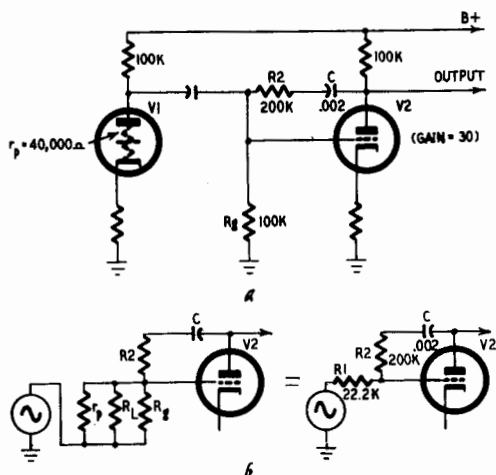 B+
100K
100K
R2
C
OUTPUT
V1
200K
.002
V2
rp=40,000Ω
(GAIN=30)
Rg
100K
a
C
C
V2
R2
R2
.002
V2
200K
=
R1
rp
RL
Rg
22.2K
b